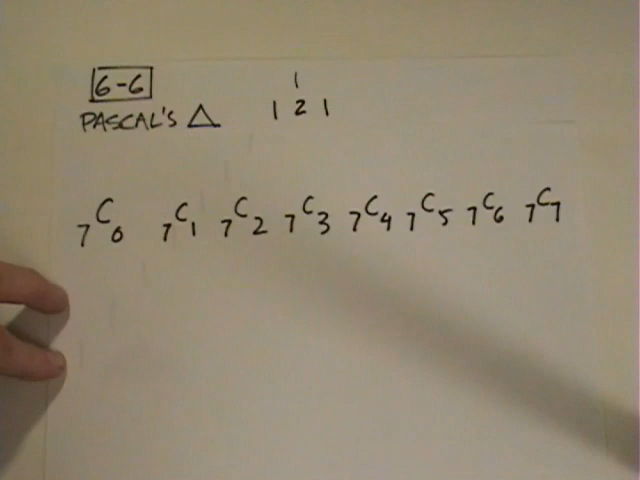 6-6
1
PASCAL'S △ 1 2 1
₇C₀ ₇C₁ ₇C₂ ₇C₃ ₇C₄ ₇C₅ ₇C₆ ₇C₇